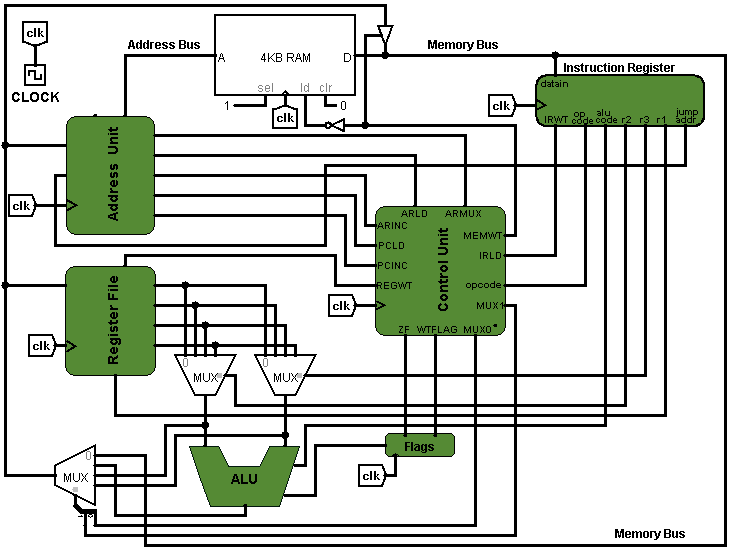 clk
CLOCK
Address Bus
A
4KB RAM
D
Memory Bus
sel
ld
clr
1
0
clk
Instruction Register
datain
clk
IRWT
op code
alu code
r2
r3
r1
jump addr
Address Unit
clk
ARLD
ARMUX
ARINC
PCLD
PCINC
REGWT
MEMWT
IRLD
opcode
MUX1
Control Unit
clk
ZF
WTFLAG
MUX0
Register File
clk
0
MUX
0
MUX
Flags
clk
ALU
0
MUX
Memory Bus